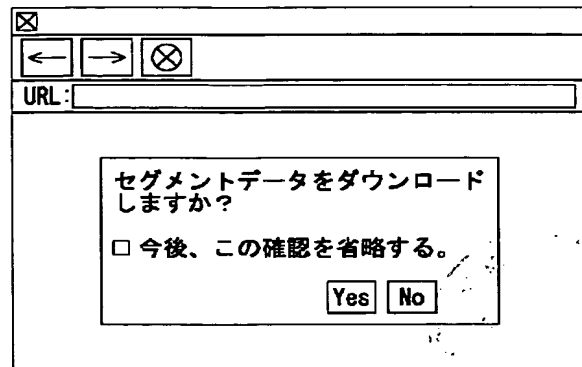 URL:
セグメントデータをダウンロード
しますか？
□ 今後、この確認を省略する。
Yes No